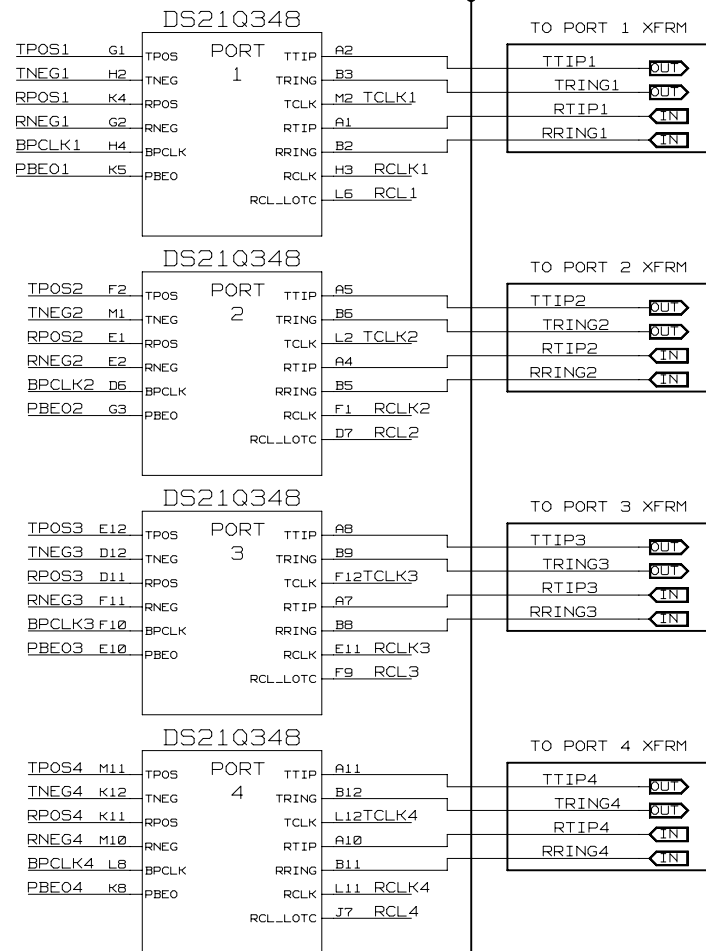 DS21Q348
TO PORT 1 XFRM
TPOS1 G1 TPOS PORT TTIP A2 TTIP1 OUT
TNEG1 H2 TNEG 1 TRING B3 TRING1 OUT
RPOS1 K4 RPOS TCLK M2 TCLK1 RTIP1 IN
RNEG1 G2 RNEG RTIP A1 RRING1 IN
BPCLK1 H4 BPCLK RRING B2
PBEO1 K5 PBEO RCLK H3 RCLK1
RCL_LOTC L6 RCL1
DS21Q348
TO PORT 2 XFRM
TPOS2 F2 TPOS PORT TTIP A5 TTIP2 OUT
TNEG2 M1 TNEG 2 TRING B6 TRING2 OUT
RPOS2 E1 RPOS TCLK L2 TCLK2 RTIP2 IN
RNEG2 E2 RNEG RTIP A4 RRING2 IN
BPCLK2 D6 BPCLK RRING B5
PBEO2 G3 PBEO RCLK F1 RCLK2
RCL_LOTC D7 RCL2
DS21Q348
TO PORT 3 XFRM
TPOS3 E12 TPOS PORT TTIP A8 TTIP3 OUT
TNEG3 D12 TNEG 3 TRING B9 TRING3 OUT
RPOS3 D11 RPOS TCLK F12 TCLK3 RTIP3 IN
RNEG3 F11 RNEG RTIP A7 RRING3 IN
BPCLK3 F10 BPCLK RRING B8
PBEO3 E10 PBEO RCLK E11 RCLK3
RCL_LOTC F9 RCL3
DS21Q348
TO PORT 4 XFRM
TPOS4 M11 TPOS PORT TTIP A11 TTIP4 OUT
TNEG4 K12 TNEG 4 TRING B12 TRING4 OUT
RPOS4 K11 RPOS TCLK L12 TCLK4 RTIP4 IN
RNEG4 M10 RNEG RTIP A10 RRING4 IN
BPCLK4 L8 BPCLK RRING B11
PBEO4 K8 PBEO RCLK L11 RCLK4
RCL_LOTC J7 RCL4